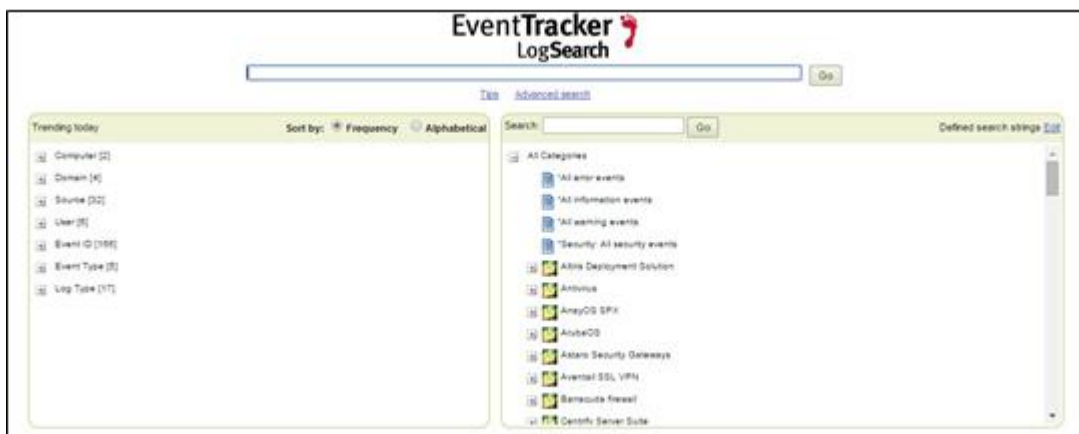 EventTracker
LogSearch
Go
Tips Advanced search
Trending today Sort by: Frequency Alphabetical
Computer [2]
Domain [4]
Source [32]
User [8]
Event ID [166]
Event Type [5]
Log Type [17]
Search: Go Defined search strings Edit
All Categories
*All error events
*All information events
*All warning events
*Security: All security events
Altiris Deployment Solution
Antivirus
ArrayOS SPX
ArubaOS
Astaro Security Gateways
Aventail SSL VPN
Barracuda firewall
Centrify Server Suite